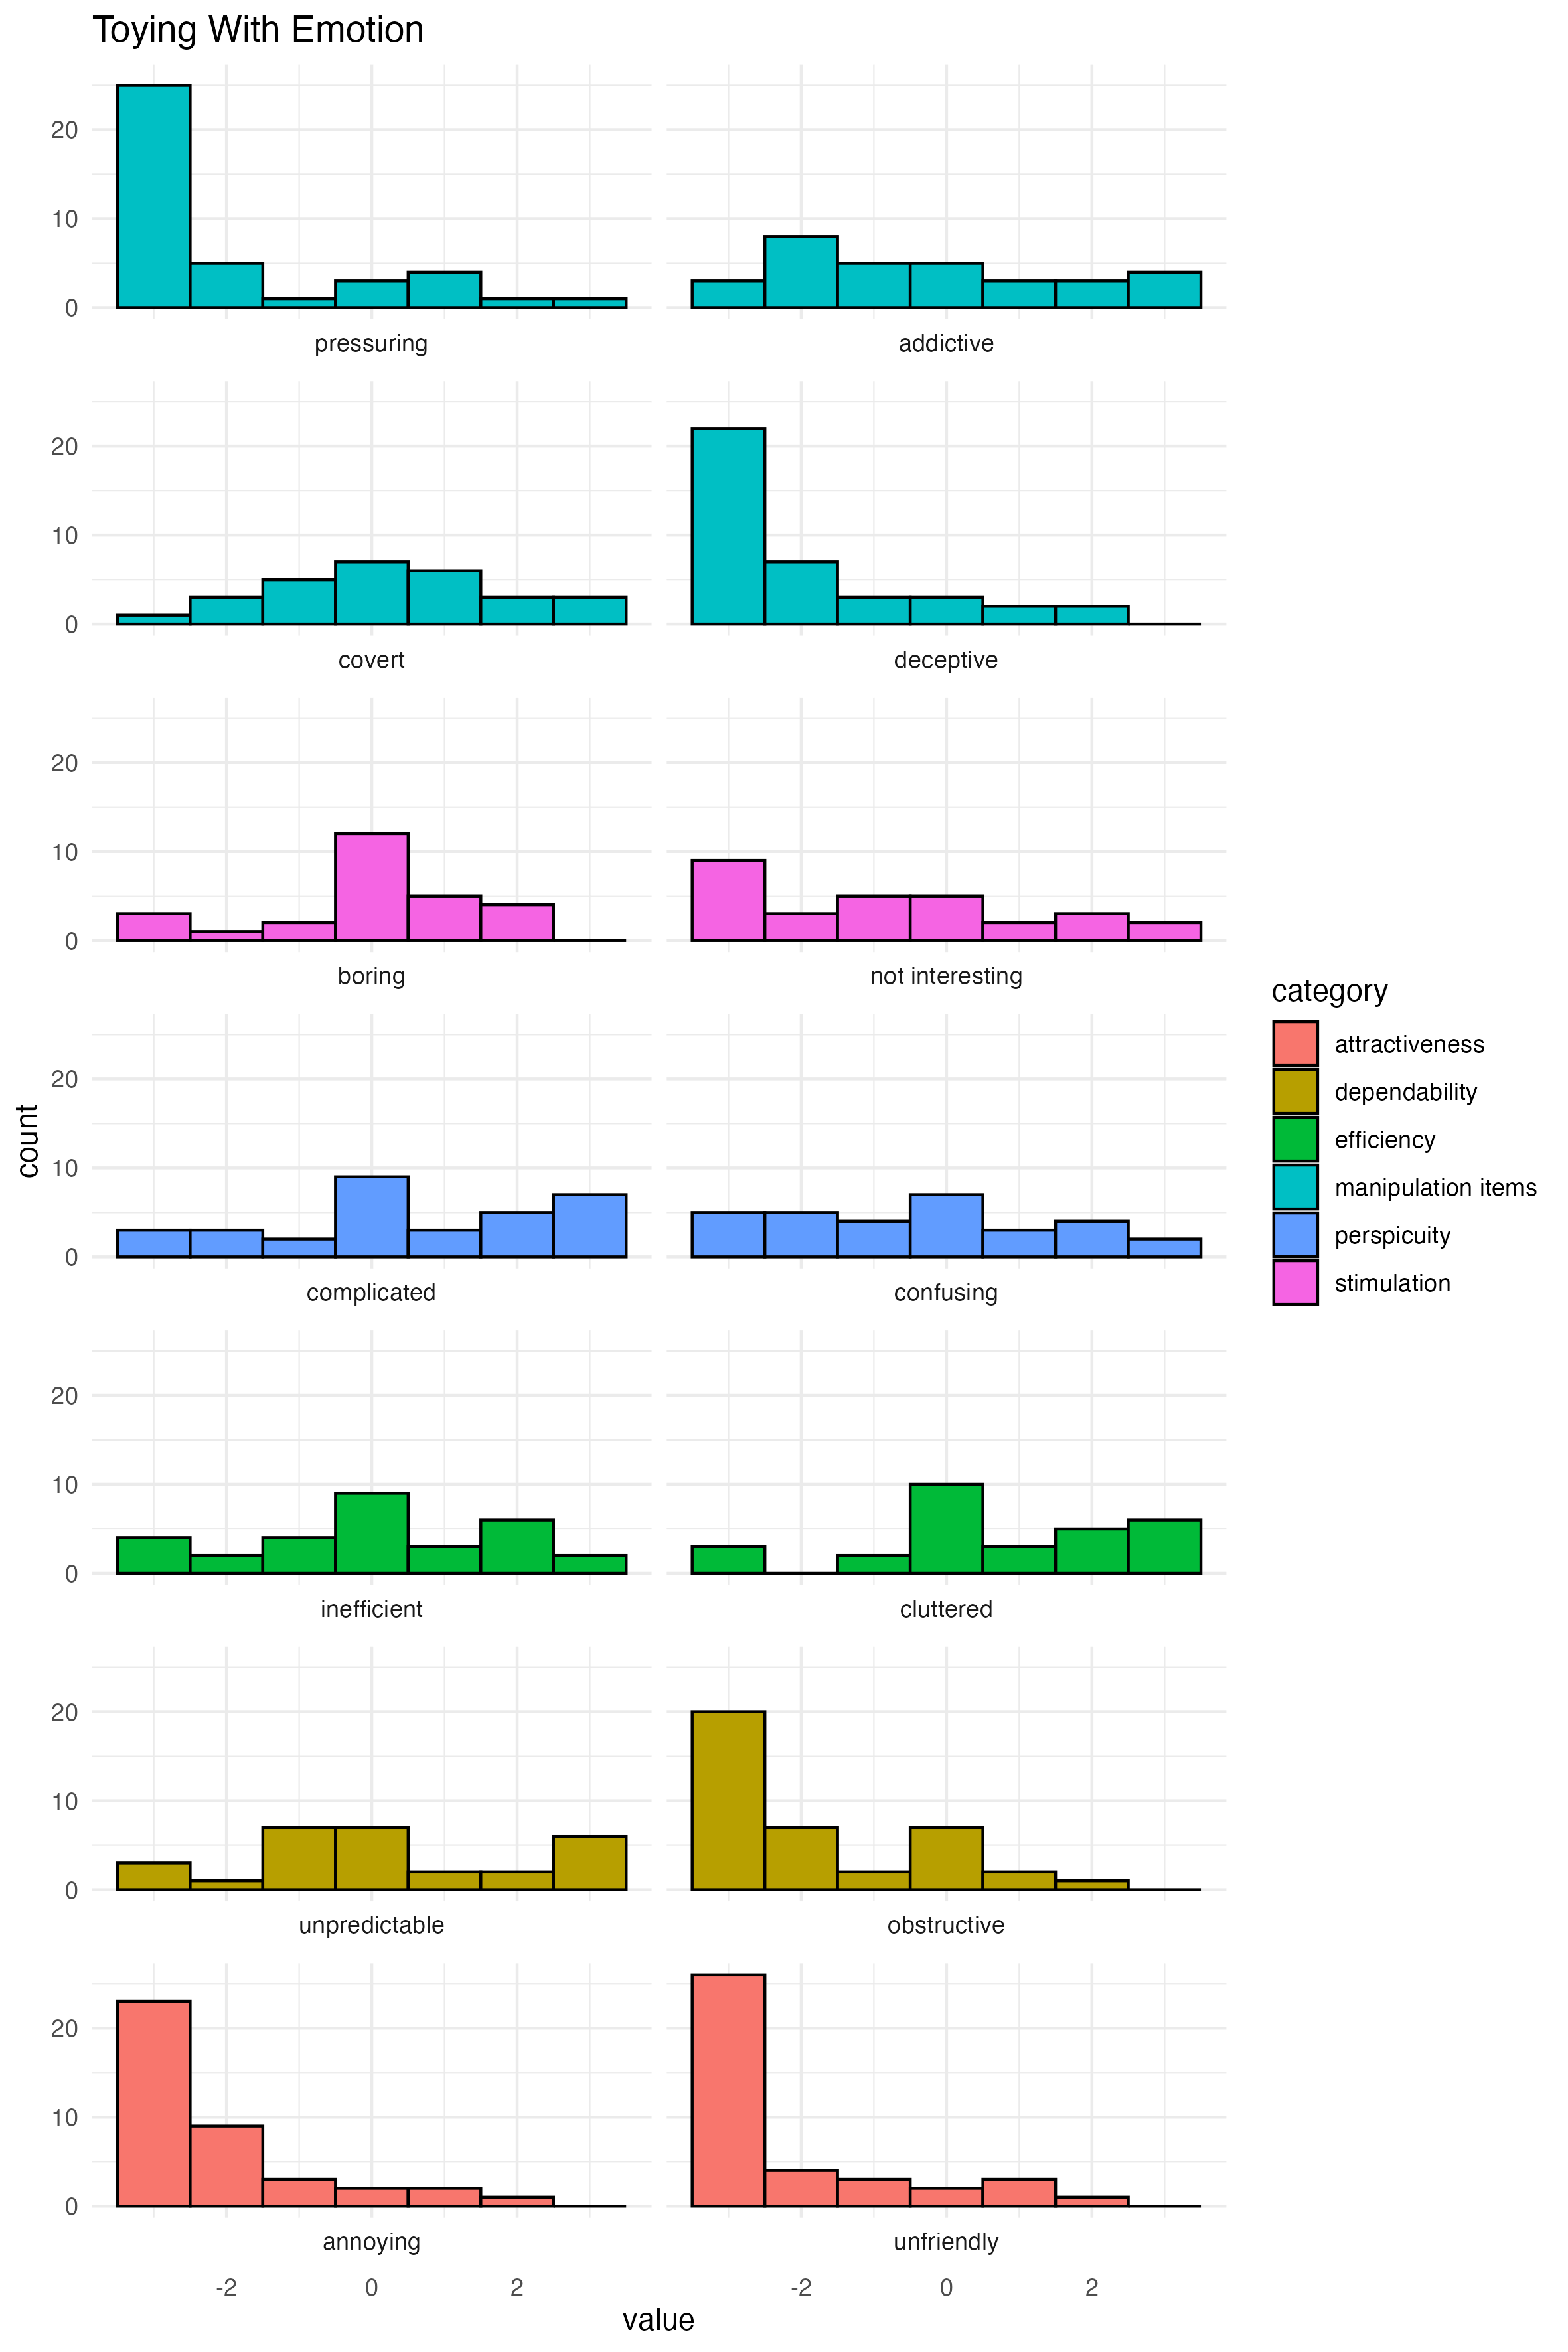 Toying With Emotion
20
10
0
pressuring
addictive
20
10
0
covert
deceptive
20
10
0
boring
not interesting
20
10
0
complicated
confusing
20
10
0
inefficient
cluttered
20
10
0
unpredictable
obstructive
20
10
0
annoying
unfriendly
-2 0 2
-2 0 2
value
count
category
attractiveness
dependability
efficiency
manipulation items
perspicuity
stimulation